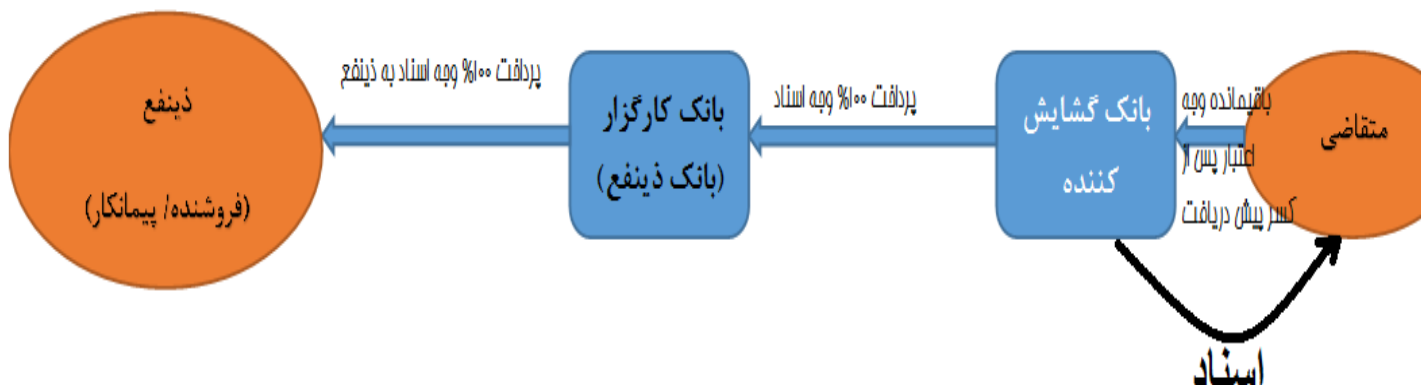 متقاضی
باقیمانده وجه
اعتبار پس از
کسر پیش دریافت
بانک گشایش
کننده
پرداخت ۱۰۰% وجه اسناد
بانک کارگزار
(بانک ذینفع)
پرداخت ۱۰۰% وجه اسناد به ذینفع
ذینفع
(فروشنده/ پیمانکار)
اسناد